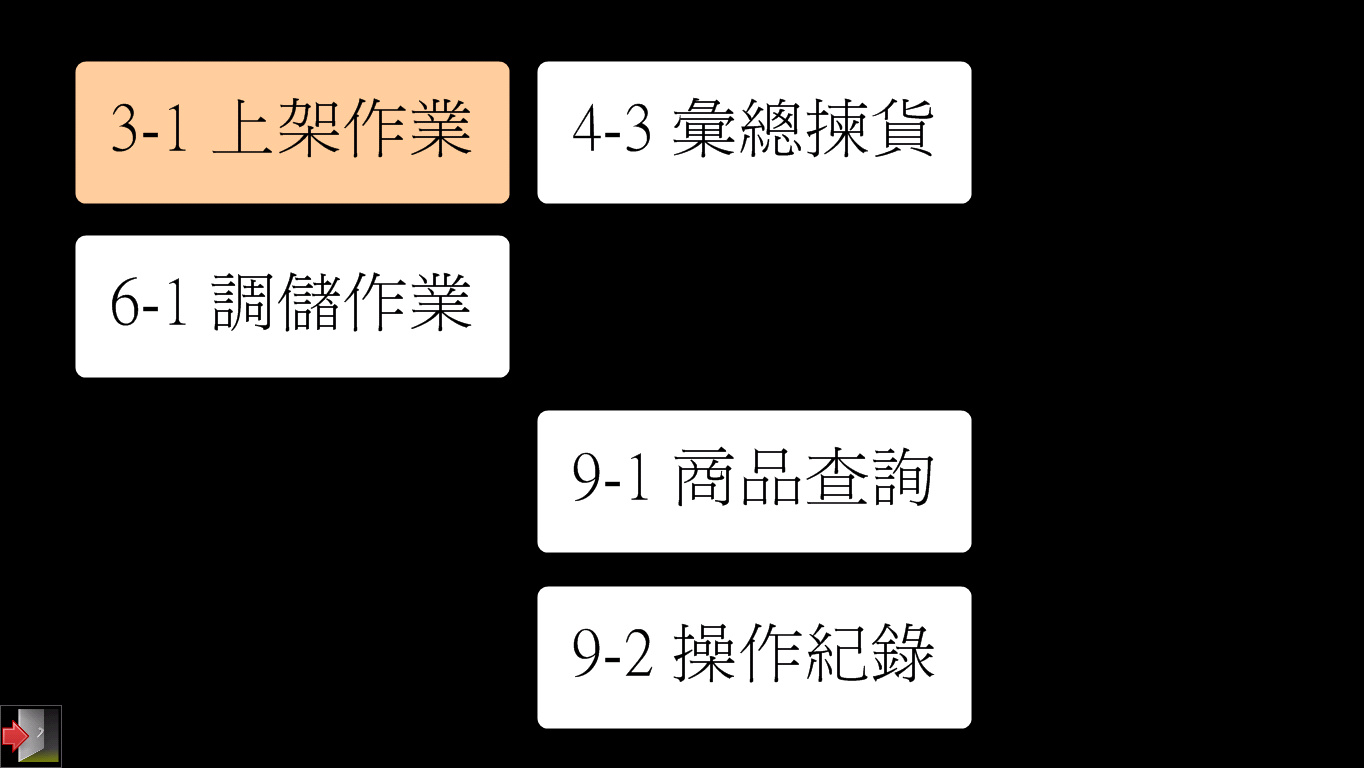 3-1 上架作業
4-3 彙總揀貨
6-1 調儲作業
9-1 商品查詢
9-2 操作紀錄